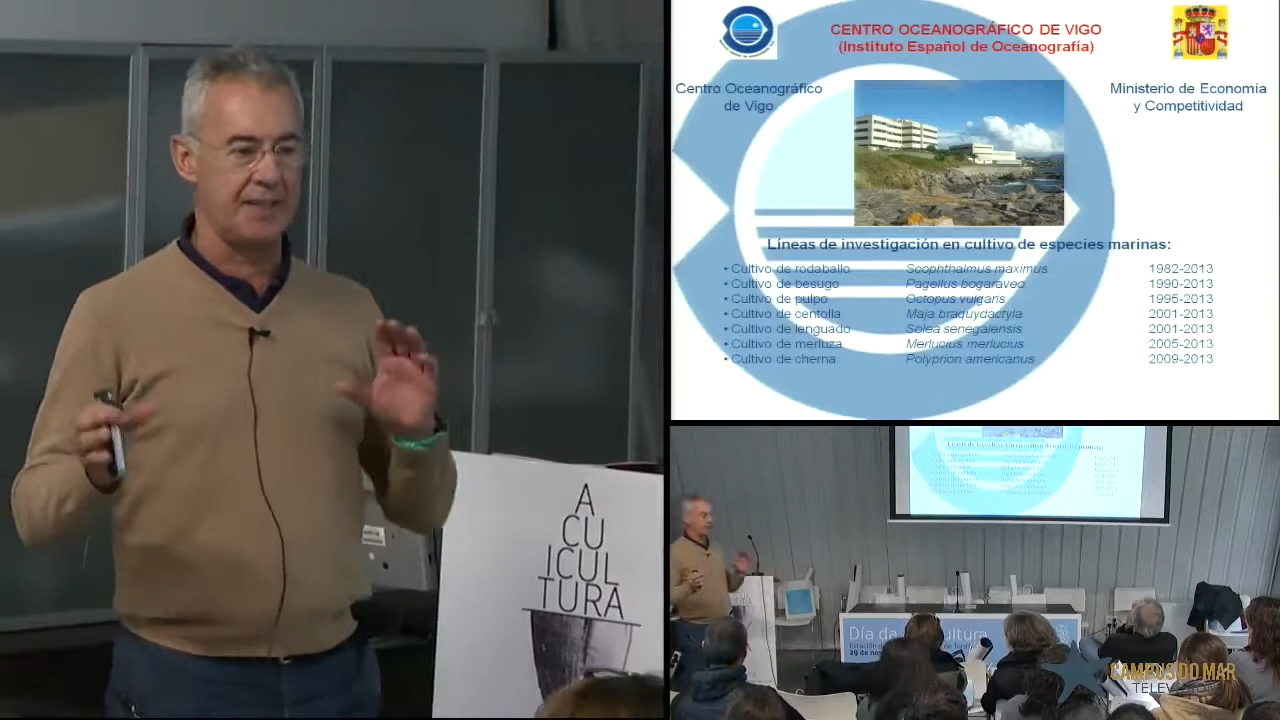 CENTRO OCEANOGRÁFICO DE VIGO
(Instituto Español de Oceanografía)
Centro Oceanográfico
de Vigo
Ministerio de Economía
y Competitividad
Líneas de investigación en cultivo de especies marinas:
• Cultivo de rodaballo Scophthalmus maximus 1982-2013
• Cultivo de besugo Pagellus bogaraveo 1990-2013
• Cultivo de pulpo Octopus vulgaris 1995-2013
• Cultivo de centolla Maja braquydactyla 2001-2013
• Cultivo de lenguado Solea senegalensis 2001-2013
• Cultivo de merluza Merlucius merlucius 2005-2013
• Cultivo de cherna Polyprion americanus 2009-2013
A
CU
ICUL
TURA
Día da
Estación
29 de
CAMPUS DO MAR